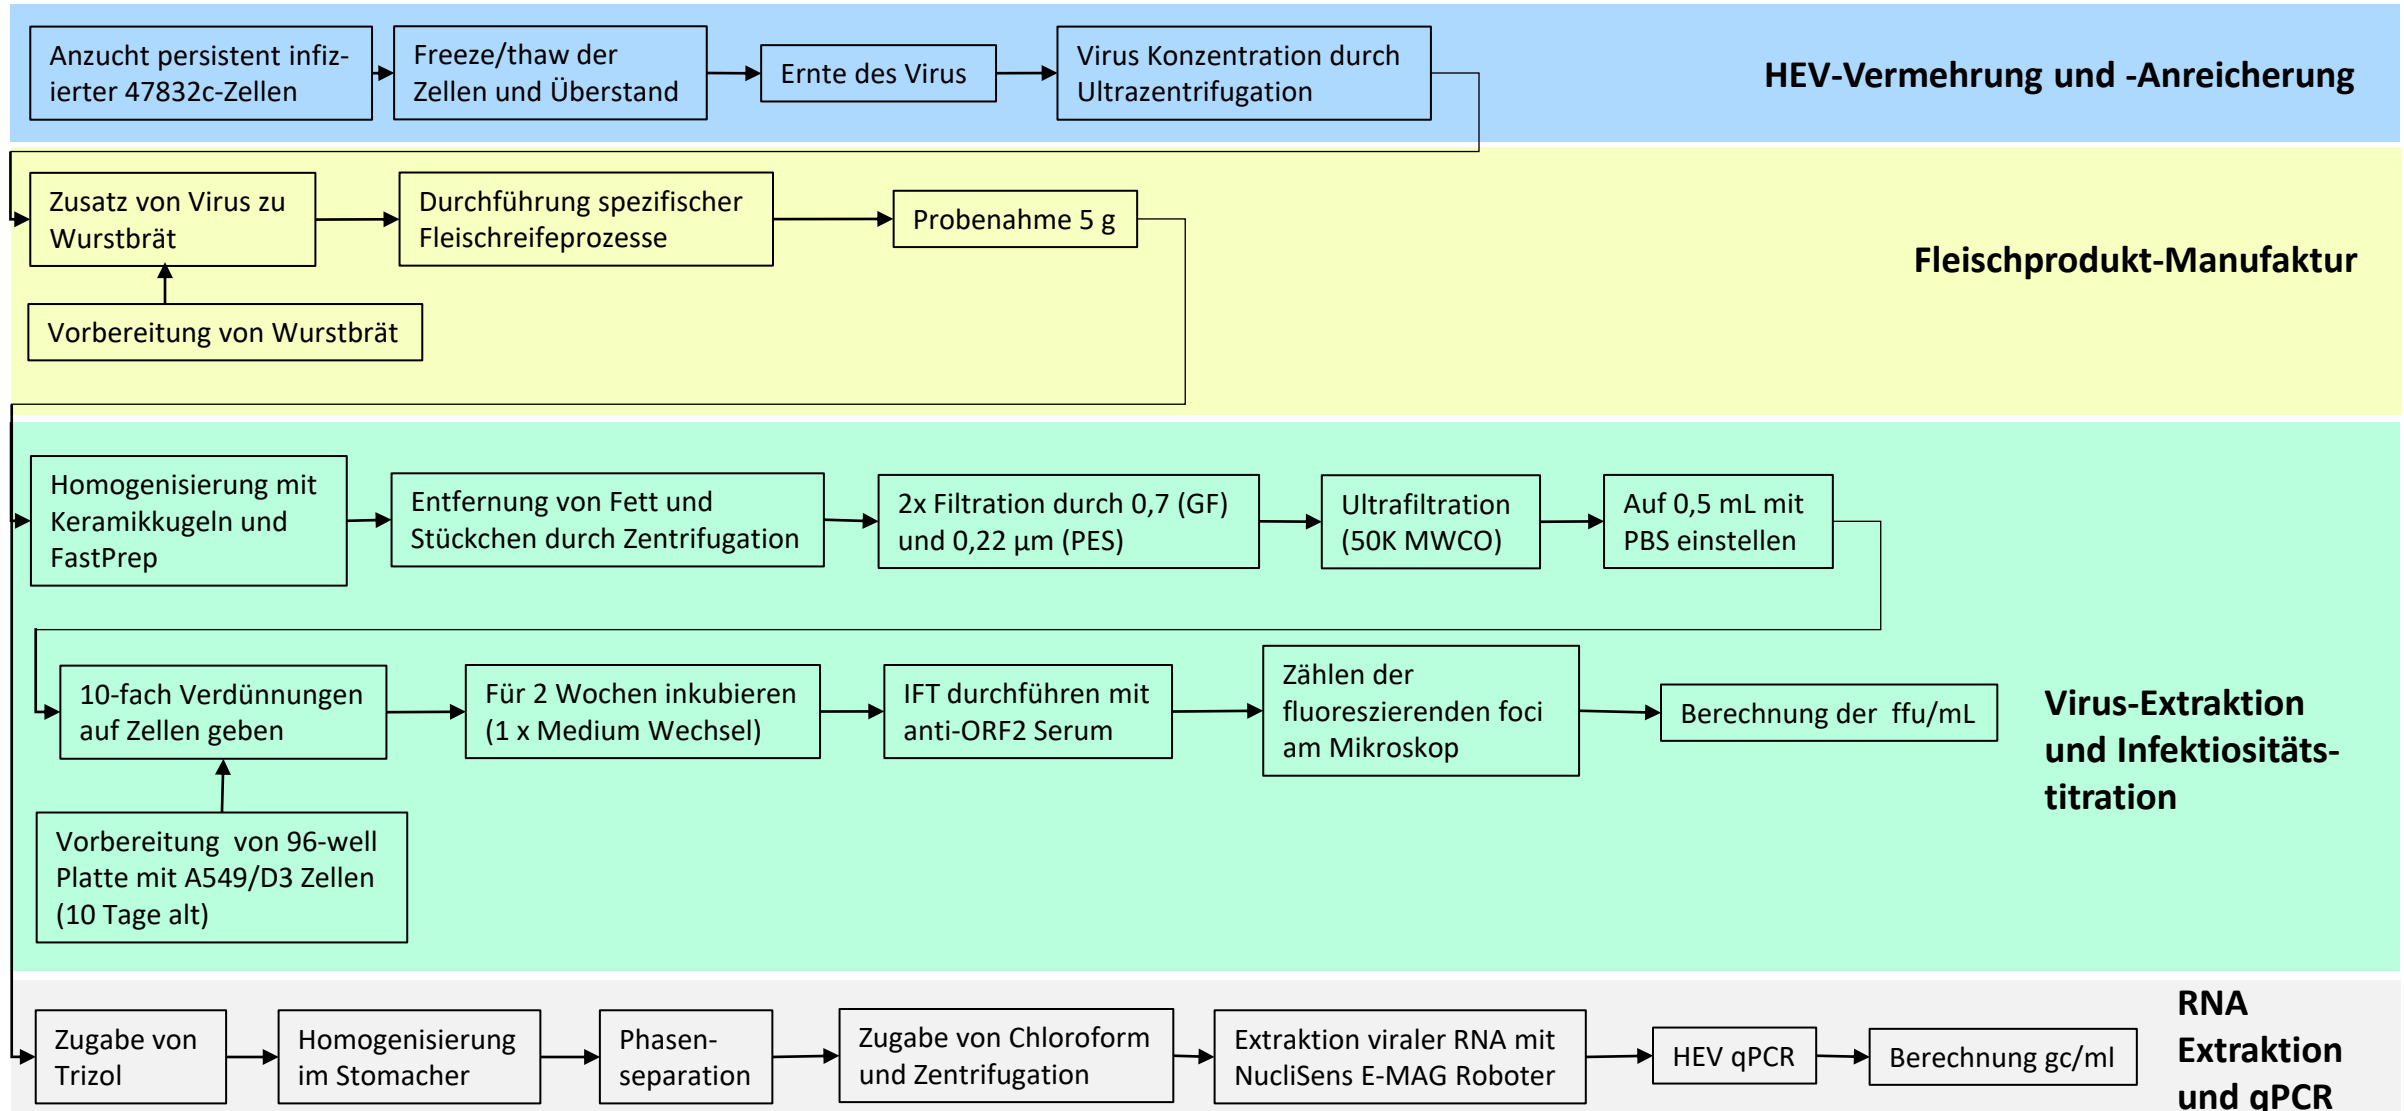 Anzucht persistent infiz-
ierter 47832c-Zellen
Freeze/thaw der
Zellen und Überstand
Ernte des Virus
Virus Konzentration durch
Ultrazentrifugation
HEV-Vermehrung und -Anreicherung
Zusatz von Virus zu
Wurstbrät
Durchführung spezifischer
Fleischreifeprozesse
Probenahme 5 g
Vorbereitung von Wurstbrät
Fleischprodukt-Manufaktur
Homogenisierung mit
Keramikkugeln und
FastPrep
Entfernung von Fett und
Stückchen durch Zentrifugation
2x Filtration durch 0,7 (GF)
und 0,22 µm (PES)
Ultrafiltration
(50K MWCO)
Auf 0,5 mL mit
PBS einstellen
10-fach Verdünnungen
auf Zellen geben
Für 2 Wochen inkubieren
(1 x Medium Wechsel)
IFT durchführen mit
anti-ORF2 Serum
Zählen der
fluoreszierenden foci
am Mikroskop
Berechnung der  ffu/mL
Vorbereitung  von 96-well
Platte mit A549/D3 Zellen
(10 Tage alt)
Virus-Extraktion
und Infektiositäts-
titration
Zugabe von
Trizol
Homogenisierung
im Stomacher
Phasen-
separation
Zugabe von Chloroform
und Zentrifugation
Extraktion viraler RNA mit
NucliSens E-MAG Roboter
HEV qPCR
Berechnung gc/ml
RNA
Extraktion
und qPCR